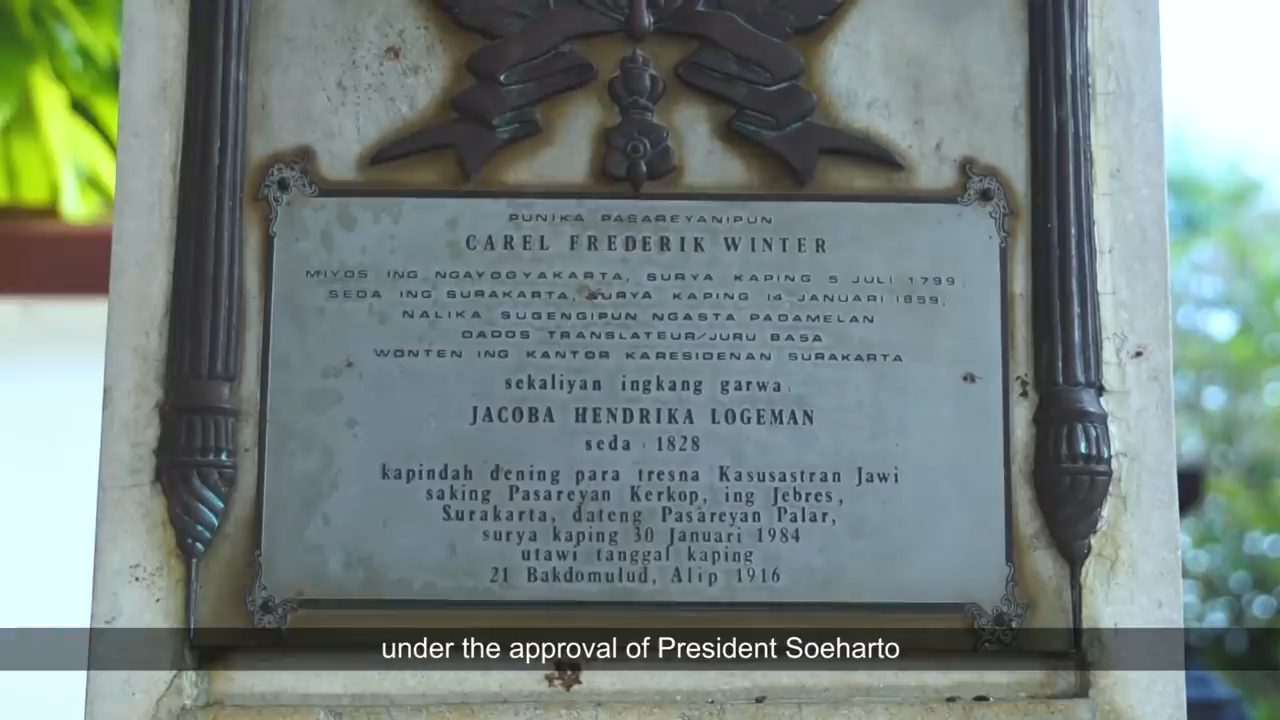 PUNIKA PASAREYANIPUN
CAREL FREDERIK WINTER
MIYOS ING NGAYOGYAKARTA, SURYA KAPING 5 JULI 1799,
SEDA ING SURAKARTA, SURYA KAPING 14 JANUARI 1859,
NALIKA SUGENGIPUN NGASTA PADAMELAN
DADOS TRANSLATEUR/JURU BASA
WONTEN ING KANTOR KARESIDENAN SURAKARTA
sekaliyan ingkang garwa:
JACOBA HENDRIKA LOGEMAN
seda : 1828
kapindah dening para tresna Kasusastran Jawi
saking Pasareyan Kerkop, ing Jebres,
Surakarta, dateng Pasareyan Palar,
surya kaping 30 Januari 1984
utawi tanggal kaping
21 Bakdomulud, Alip 1916
under the approval of President Soeharto